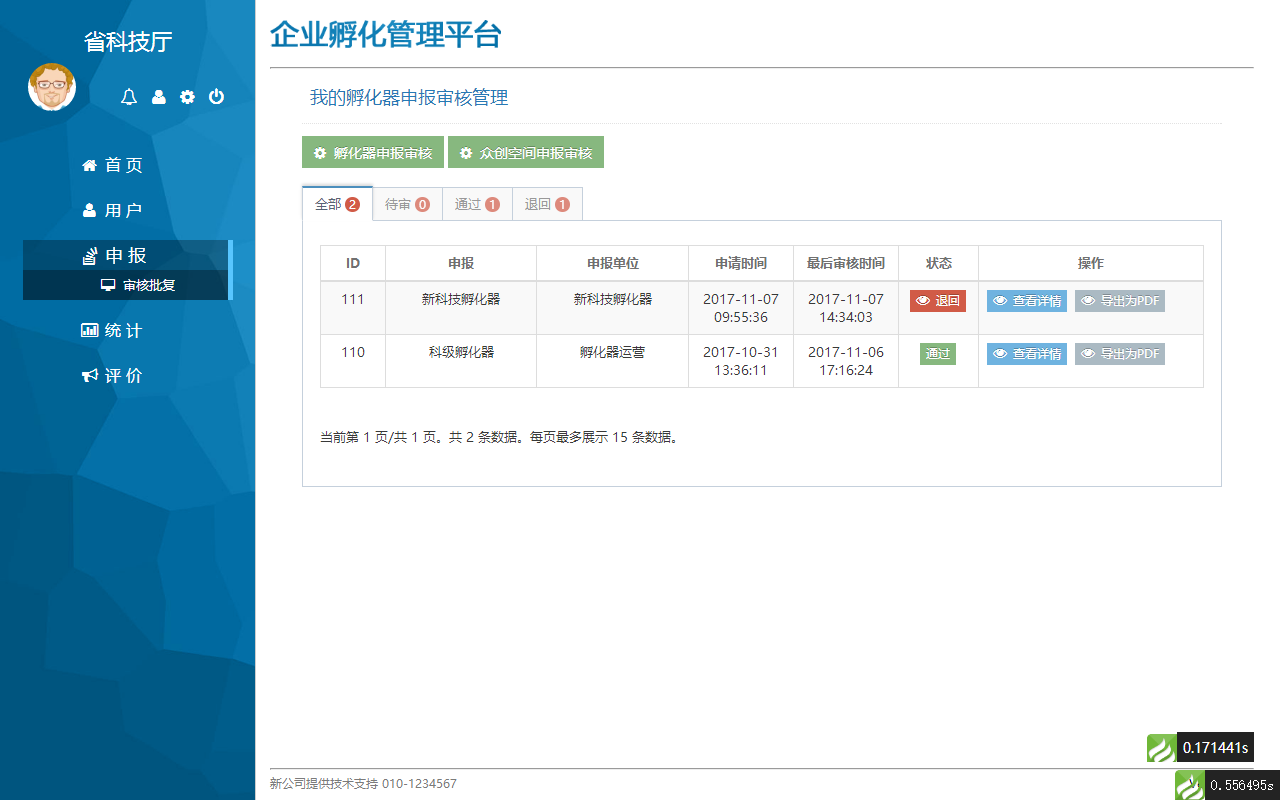 省科技厅
首 页
用 户
申 报
审核批复
统 计
评 价
企业孵化管理平台
我的孵化器申报审核管理
孵化器申报审核 众创空间申报审核
全部 2 待审 0 通过 1 退回 1
ID 申报 申报单位 申请时间 最后审核时间 状态 操作
111 新科技孵化器 新科技孵化器 2017-11-07 09:55:36 2017-11-07 14:34:03 退回 查看详情 导出为PDF
110 科级孵化器 孵化器运营 2017-10-31 13:36:11 2017-11-06 17:16:24 通过 查看详情 导出为PDF
当前第 1 页/共 1 页。共 2 条数据。每页最多展示 15 条数据。
0.171441s
新公司提供技术支持 010-1234567
0.556495s